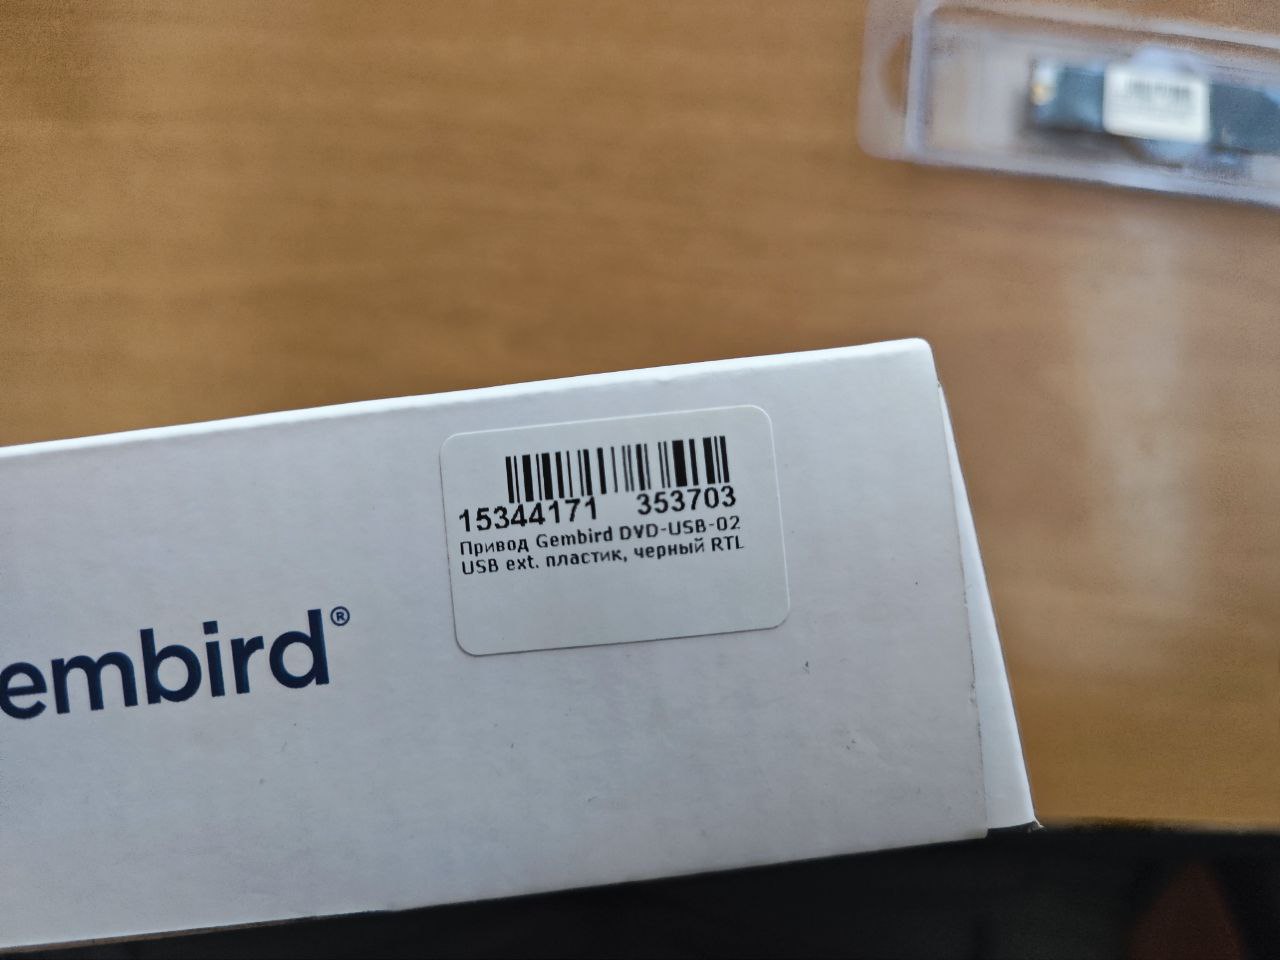 15344171 353703
Привод Gembird DVD-USB-02
USB ext. пластик, черный RTL
embird®